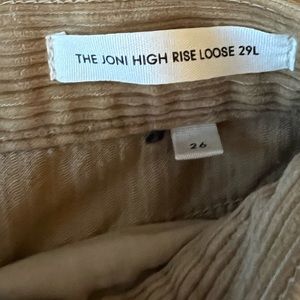 THE JONI HIGH RISE LOOSE 29L
26